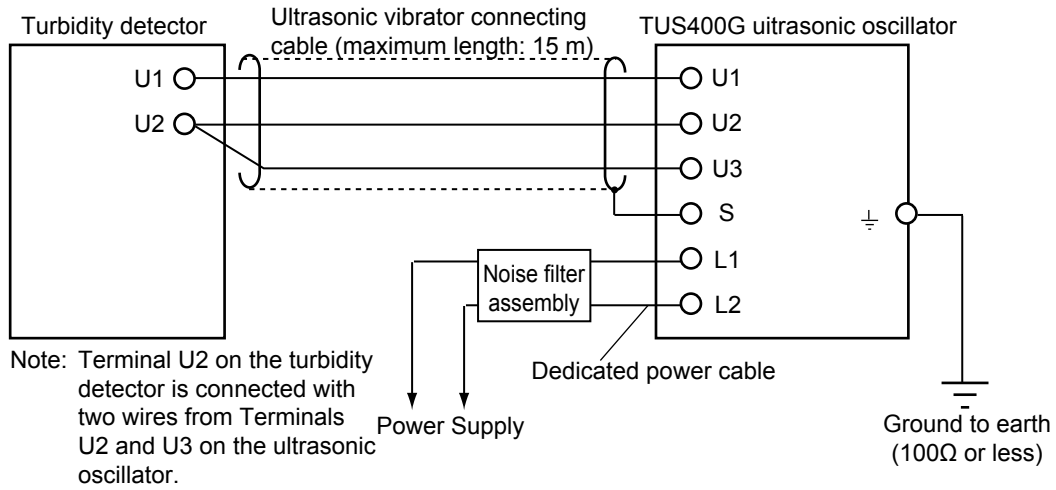 Turbidity detector
Ultrasonic vibrator connecting
cable (maximum length: 15 m)
TUS400G uitrasonic oscillator
U1
U2
U1
U2
U3
S
L1
L2
Noise filter
assembly
Dedicated power cable
Power Supply
Ground to earth
(100Ω or less)
Note: Terminal U2 on the turbidity
detector is connected with
two wires from Terminals
U2 and U3 on the ultrasonic
oscillator.